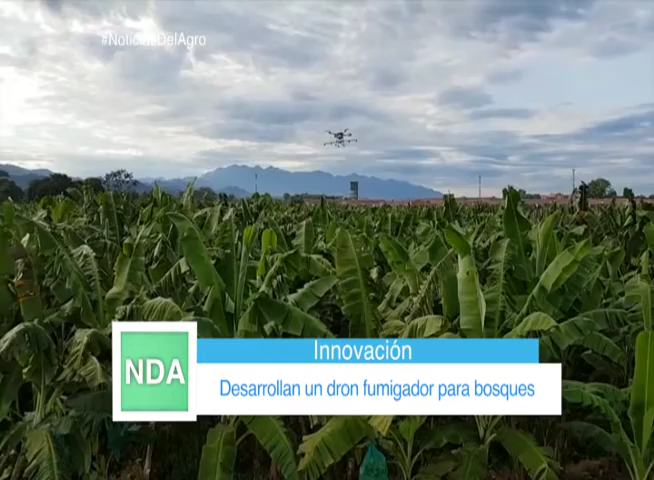 #NoticiasDelAgro
Innovación
NDA
Desarrollan un dron fumigador para bosques